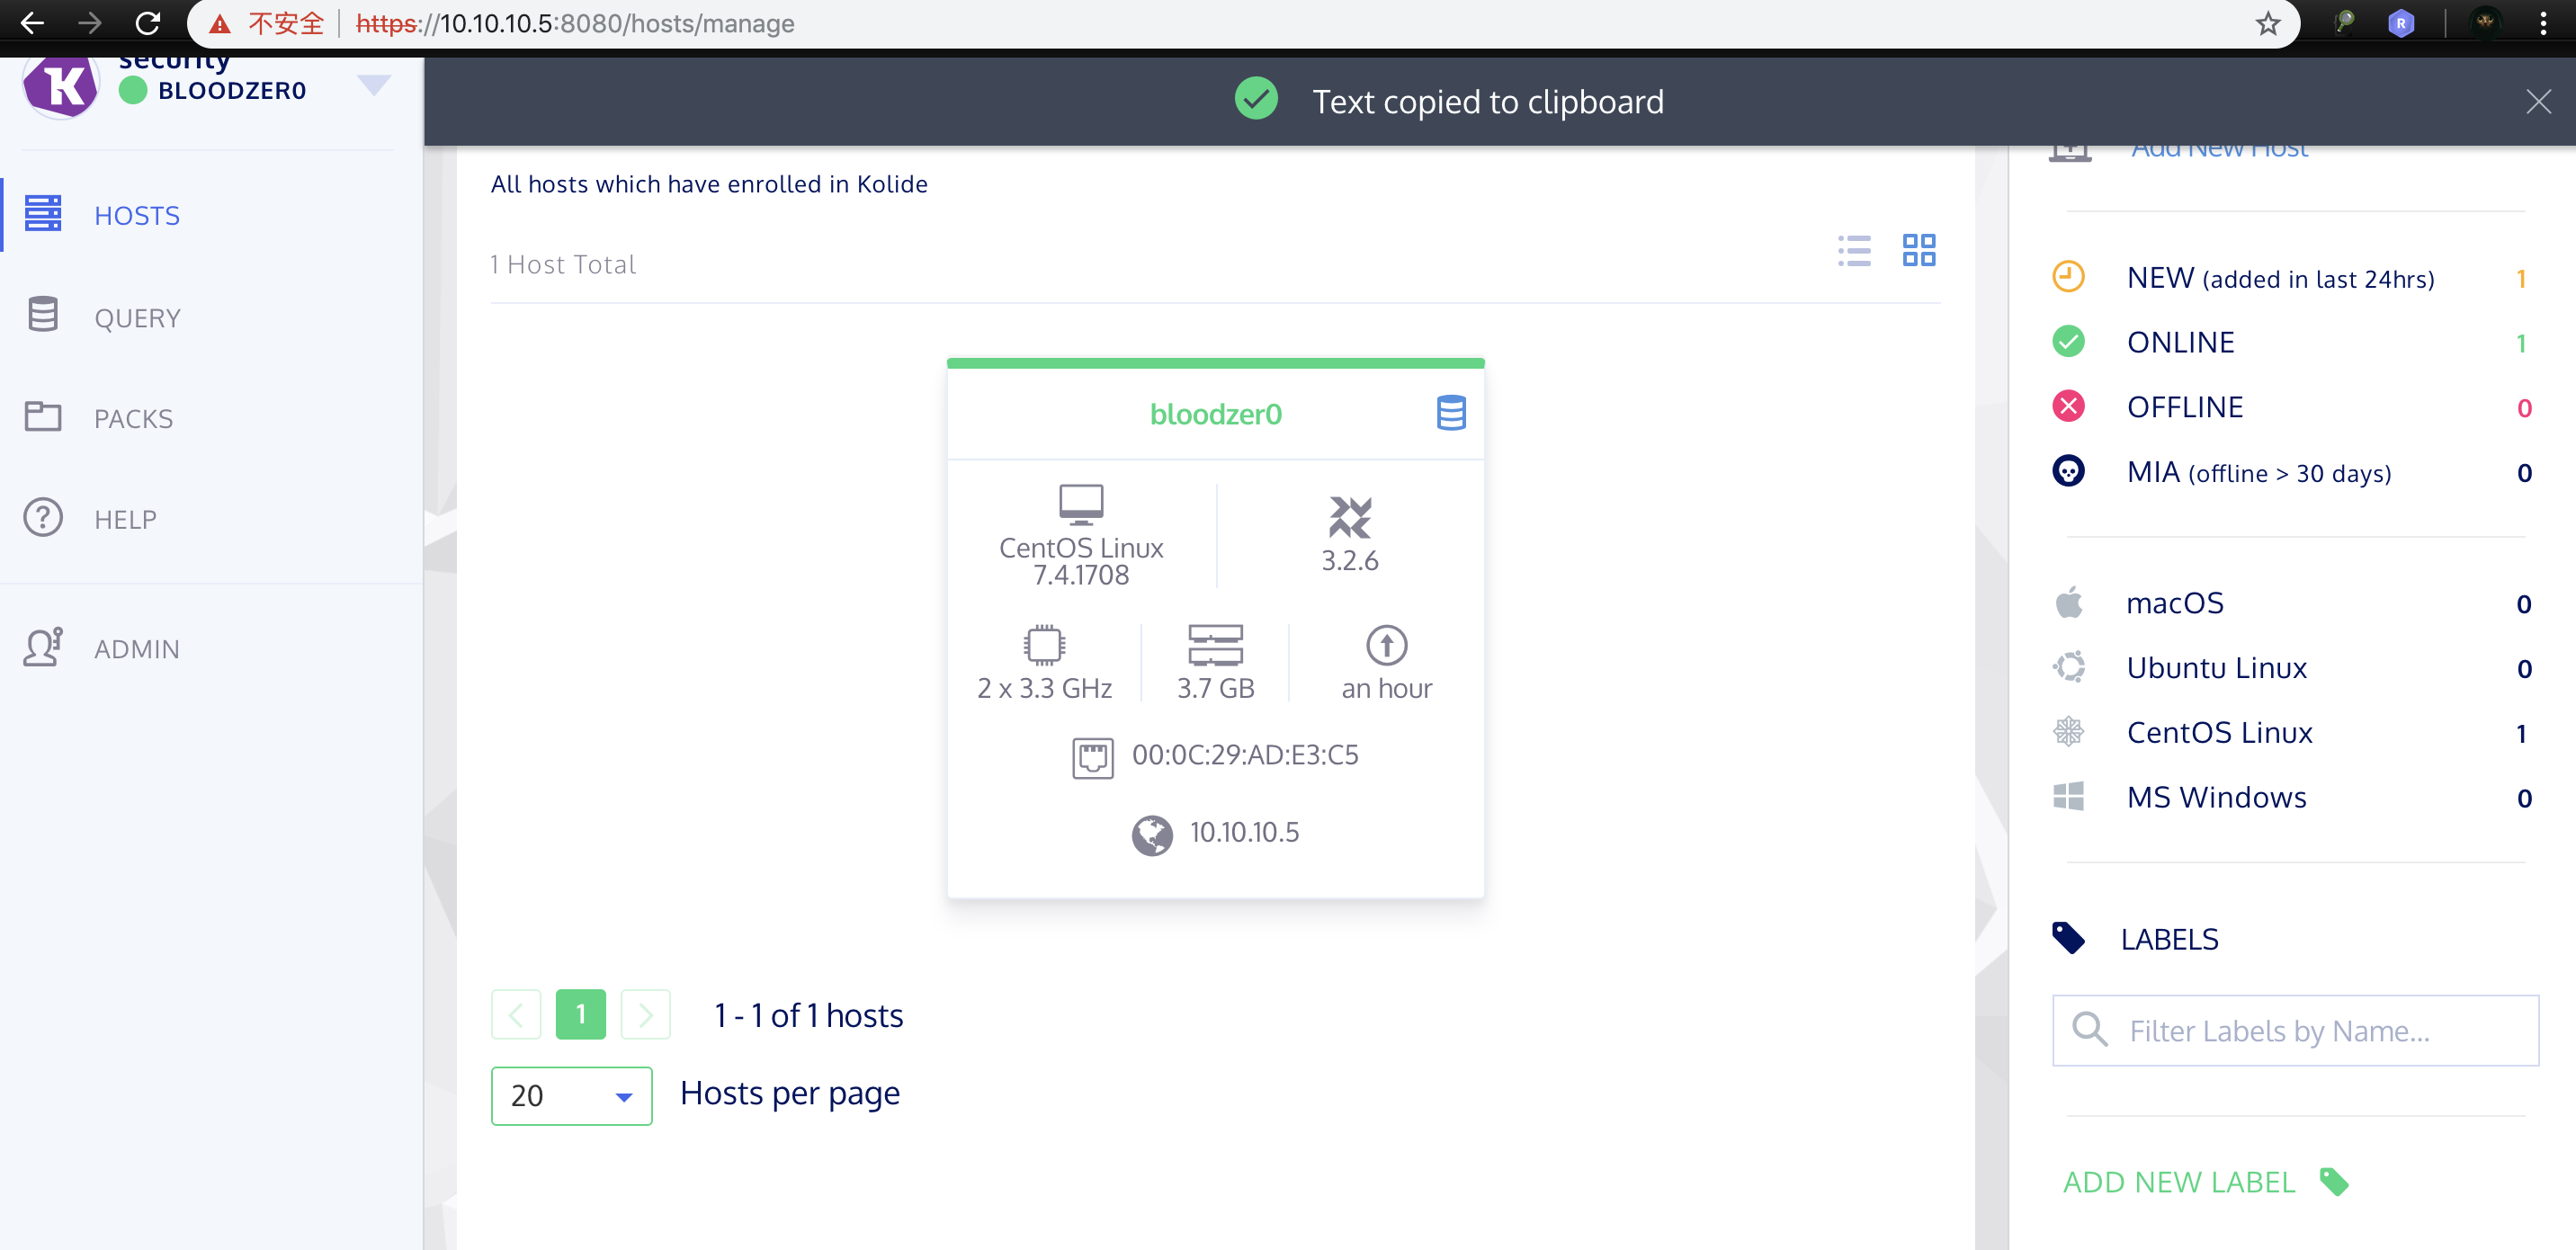 不安全 https://10.10.10.5:8080/hosts/manage
R
security
K
BLOODZER0
Text copied to clipboard
HOSTS
QUERY
PACKS
HELP
ADMIN
All hosts which have enrolled in Kolide
1 Host Total
bloodzer0
CentOS Linux
7.4.1708
3.2.6
2 x 3.3 GHz
3.7 GB
an hour
00:0C:29:AD:E3:C5
10.10.10.5
1
1 - 1 of 1 hosts
20
Hosts per page
Add New Host
NEW (added in last 24hrs) 1
ONLINE 1
OFFLINE 0
MIA (offline > 30 days) 0
macOS 0
Ubuntu Linux 0
CentOS Linux 1
MS Windows 0
LABELS
Filter Labels by Name...
ADD NEW LABEL